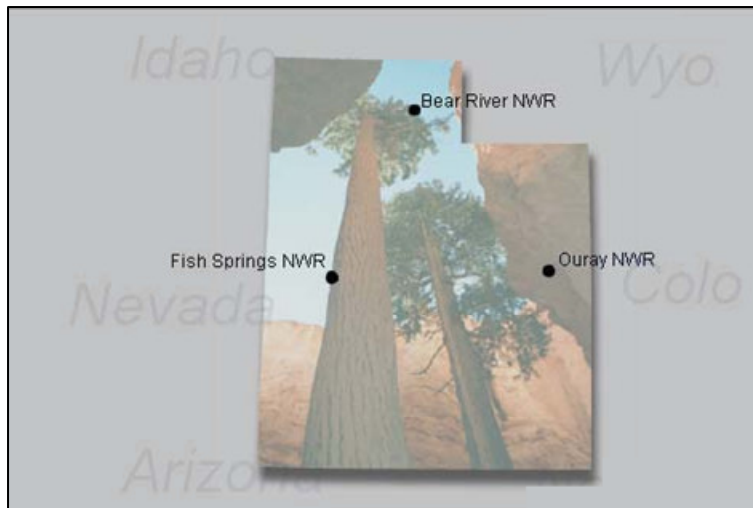 Idaho
Wyo.
Bear River NWR
Fish Springs NWR
Ouray NWR
Nevada
Colo
Arizona